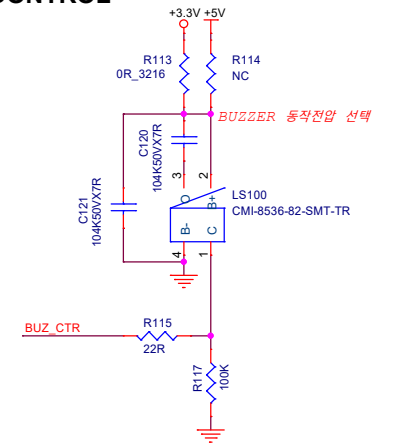 +3.3V +5V
R113
0R_3216
R114
NC
BUZZER 동작전압 선택
C120
104K50VX7R
C121
104K50VX7R
3
2
O
B+
LS100
CMI-8536-82-SMT-TR
B-
C
4
1
BUZ_CTR
R115
22R
R117
100K